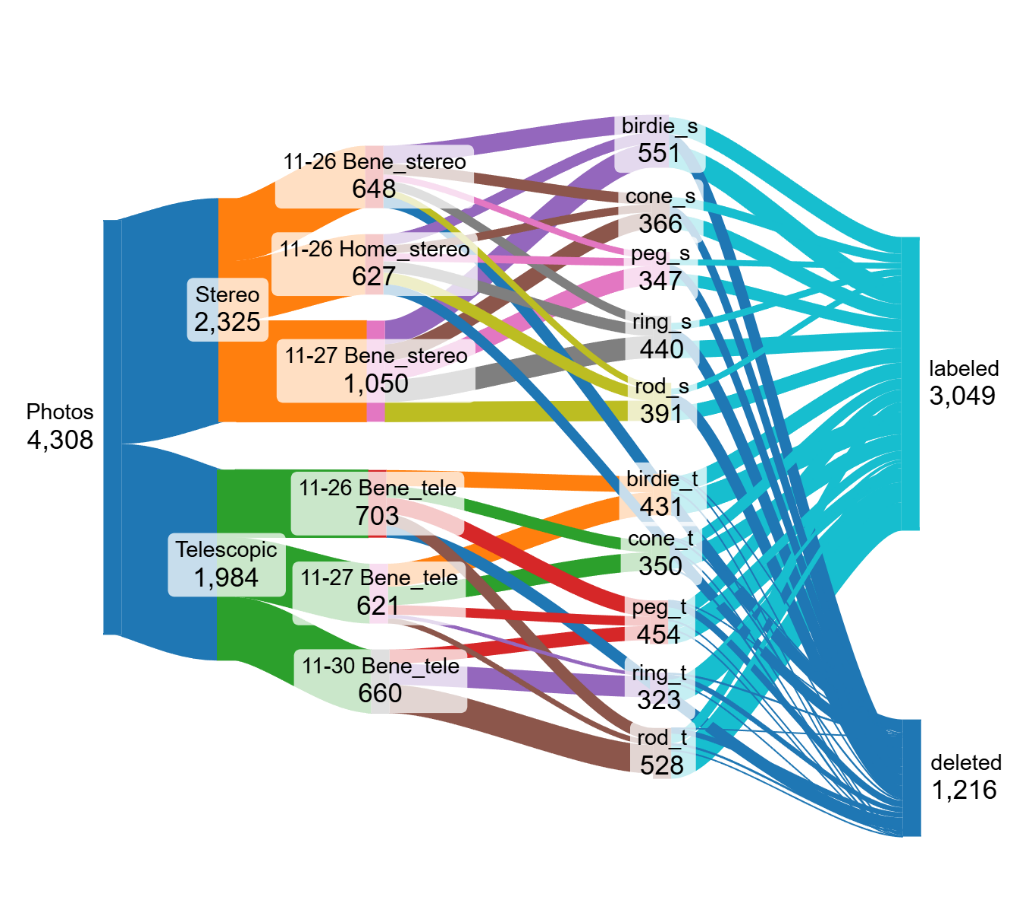 Photos
4,308
Stereo
2,325
Telescopic
1,984
11-26 Bene_stereo
648
11-26 Home_stereo
627
11-27 Bene_stereo
1,050
11-26 Bene_tele
703
11-27 Bene_tele
621
11-30 Bene_tele
660
birdie_s
551
cone_s
366
peg_s
347
ring_s
440
rod_s
391
birdie_t
431
cone_t
350
peg_t
454
ring_t
323
rod_t
528
labeled
3,049
deleted
1,216